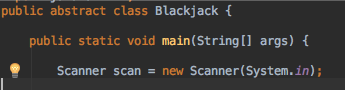 public abstract class Blackjack {
public static void main(String[] args) {
Scanner scan = new Scanner(System.in);